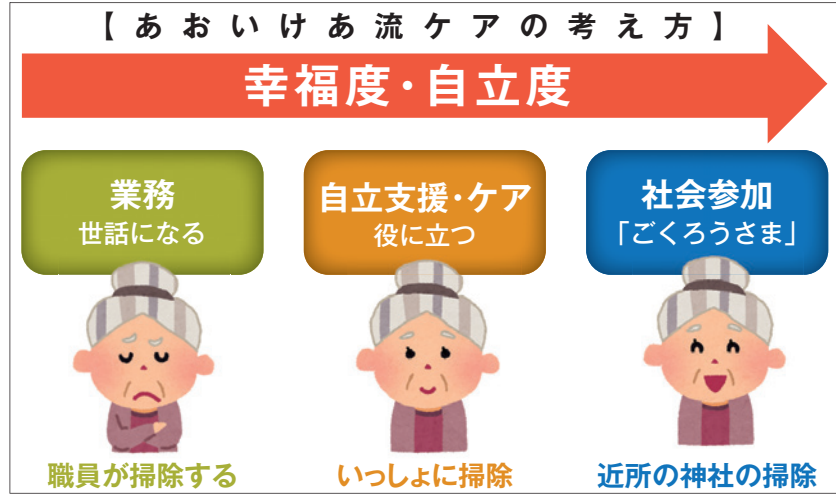 【あおいけあ流ケアの考え方】
幸福度・自立度
業務
世話になる
自立支援・ケア
役に立つ
社会参加
「ごくろうさま」
職員が掃除する
いっしょに掃除
近所の神社の掃除